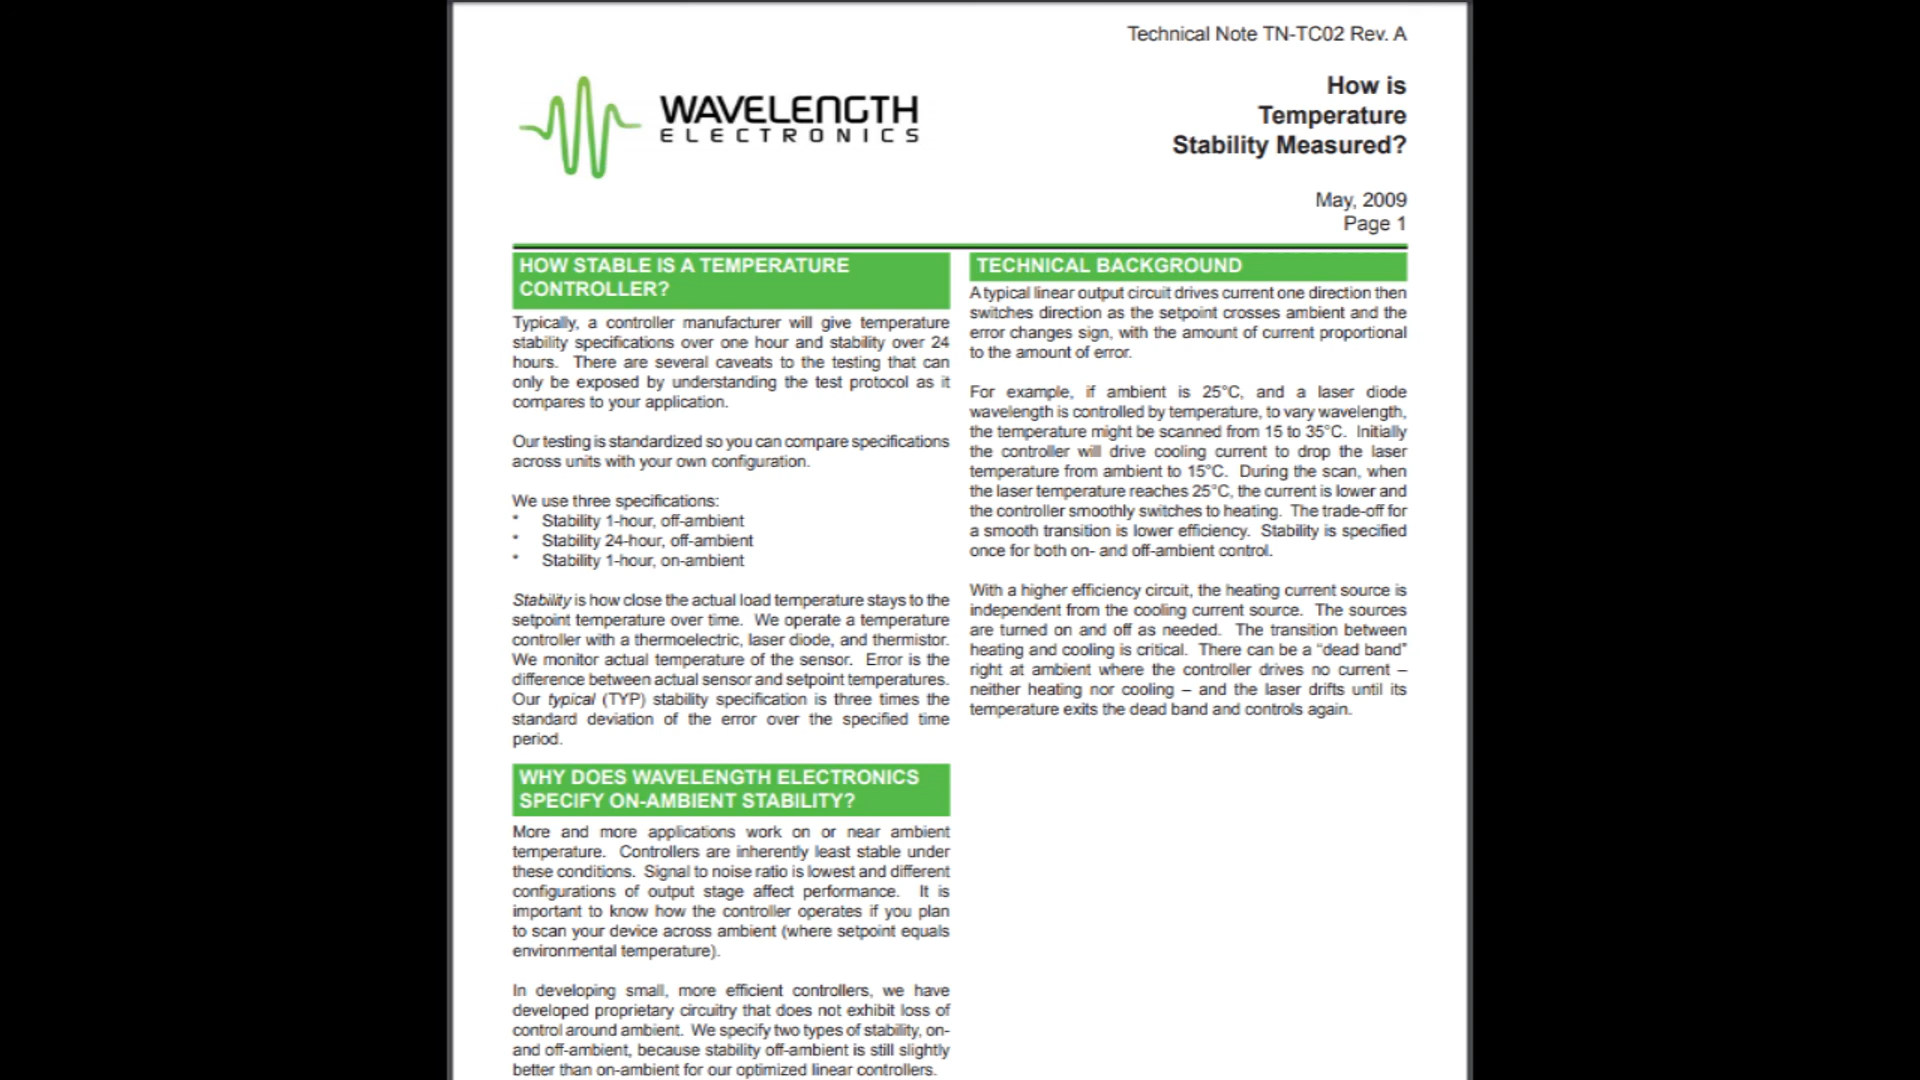 Technical Note TN-TC02 Rev. A
WAVELENGTH
ELECTRONICS
How is
Temperature
Stability Measured?
May, 2009
Page 1
HOW STABLE IS A TEMPERATURE
CONTROLLER?
Typically, a controller manufacturer will give temperature
stability specifications over one hour and stability over 24
hours. There are several caveats to the testing that can
only be exposed by understanding the test protocol as it
compares to your application.
Our testing is standardized so you can compare specifications
across units with your own configuration.
We use three specifications:
* Stability 1-hour, off-ambient
* Stability 24-hour, off-ambient
* Stability 1-hour, on-ambient
Stability is how close the actual load temperature stays to the
setpoint temperature over time. We operate a temperature
controller with a thermoelectric, laser diode, and thermistor.
We monitor actual temperature of the sensor. Error is the
difference between actual sensor and setpoint temperatures.
Our typical (TYP) stability specification is three times the
standard deviation of the error over the specified time
period.
WHY DOES WAVELENGTH ELECTRONICS
SPECIFY ON-AMBIENT STABILITY?
More and more applications work on or near ambient
temperature. Controllers are inherently least stable under
these conditions. Signal to noise ratio is lowest and different
configurations of output stage affect performance. It is
important to know how the controller operates if you plan
to scan your device across ambient (where setpoint equals
environmental temperature).
In developing small, more efficient controllers, we have
developed proprietary circuitry that does not exhibit loss of
control around ambient. We specify two types of stability, on-
and off-ambient, because stability off-ambient is still slightly
better than on-ambient for our optimized linear controllers.
TECHNICAL BACKGROUND
A typical linear output circuit drives current one direction then
switches direction as the setpoint crosses ambient and the
error changes sign, with the amount of current proportional
to the amount of error.
For example, if ambient is 25°C, and a laser diode
wavelength is controlled by temperature, to vary wavelength,
the temperature might be scanned from 15 to 35°C. Initially
the controller will drive cooling current to drop the laser
temperature from ambient to 15°C. During the scan, when
the laser temperature reaches 25°C, the current is lower and
the controller smoothly switches to heating. The trade-off for
a smooth transition is lower efficiency. Stability is specified
once for both on- and off-ambient control.
With a higher efficiency circuit, the heating current source is
independent from the cooling current source. The sources
are turned on and off as needed. The transition between
heating and cooling is critical. There can be a “dead band”
right at ambient where the controller drives no current –
neither heating nor cooling – and the laser drifts until its
temperature exits the dead band and controls again.